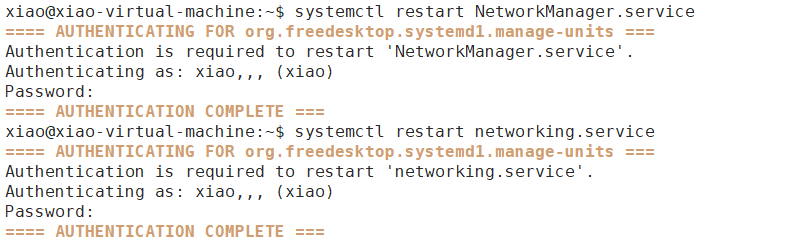 xiao@xiao-virtual-machine:~$ systemctl restart NetworkManager.service
==== AUTHENTICATING FOR org.freedesktop.systemd1.manage-units ===
Authentication is required to restart 'NetworkManager.service'.
Authenticating as: xiao,,, (xiao)
Password:
==== AUTHENTICATION COMPLETE ===
xiao@xiao-virtual-machine:~$ systemctl restart networking.service
==== AUTHENTICATING FOR org.freedesktop.systemd1.manage-units ===
Authentication is required to restart 'networking.service'.
Authenticating as: xiao,,, (xiao)
Password:
==== AUTHENTICATION COMPLETE ===